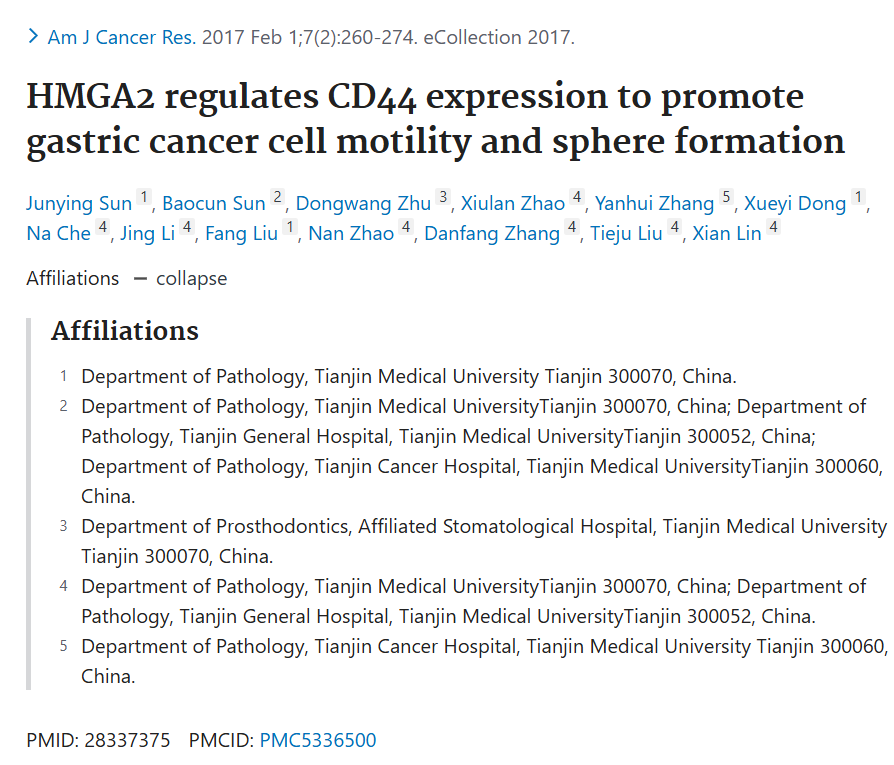 Am J Cancer Res. 2017 Feb 1;7(2):260-274. eCollection 2017.
HMGA2 regulates CD44 expression to promote
gastric cancer cell motility and sphere formation
Junying Sun 1, Baocun Sun 2, Dongwang Zhu 3, Xiulan Zhao 4, Yanhui Zhang 5, Xueyi Dong 1,
Na Che 4, Jing Li 4, Fang Liu 1, Nan Zhao 4, Danfang Zhang 4, Tieju Liu 4, Xian Lin 4
Affiliations — collapse
Affiliations
1 Department of Pathology, Tianjin Medical University Tianjin 300070, China.
2 Department of Pathology, Tianjin Medical UniversityTianjin 300070, China; Department of
Pathology, Tianjin General Hospital, Tianjin Medical UniversityTianjin 300052, China;
Department of Pathology, Tianjin Cancer Hospital, Tianjin Medical UniversityTianjin 300060,
China.
3 Department of Prosthodontics, Affiliated Stomatological Hospital, Tianjin Medical University
Tianjin 300070, China.
4 Department of Pathology, Tianjin Medical UniversityTianjin 300070, China; Department of
Pathology, Tianjin General Hospital, Tianjin Medical UniversityTianjin 300052, China.
5 Department of Pathology, Tianjin Cancer Hospital, Tianjin Medical University Tianjin 300060,
China.
PMID: 28337375 PMCID: PMC5336500